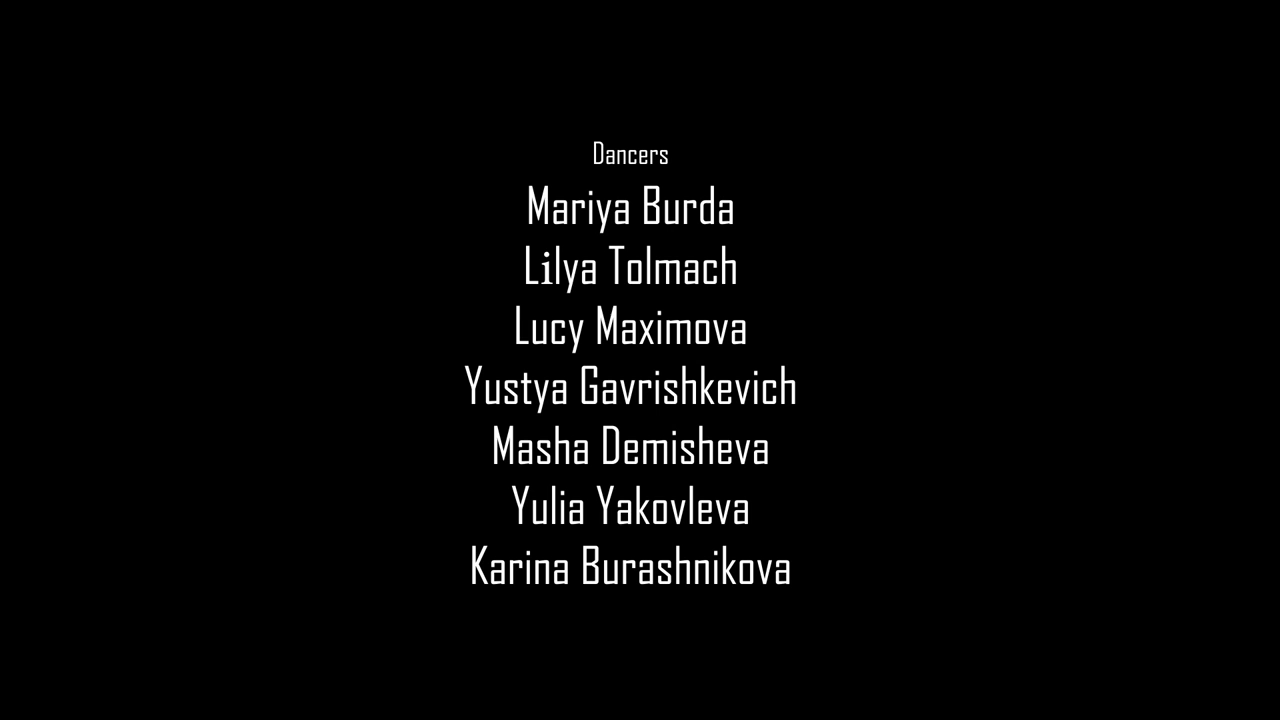 Dancers
Mariya Burda
Lilya Tolmach
Lucy Maximova
Yustya Gavrishkevich
Masha Demisheva
Yulia Yakovleva
Karina Burashnikova